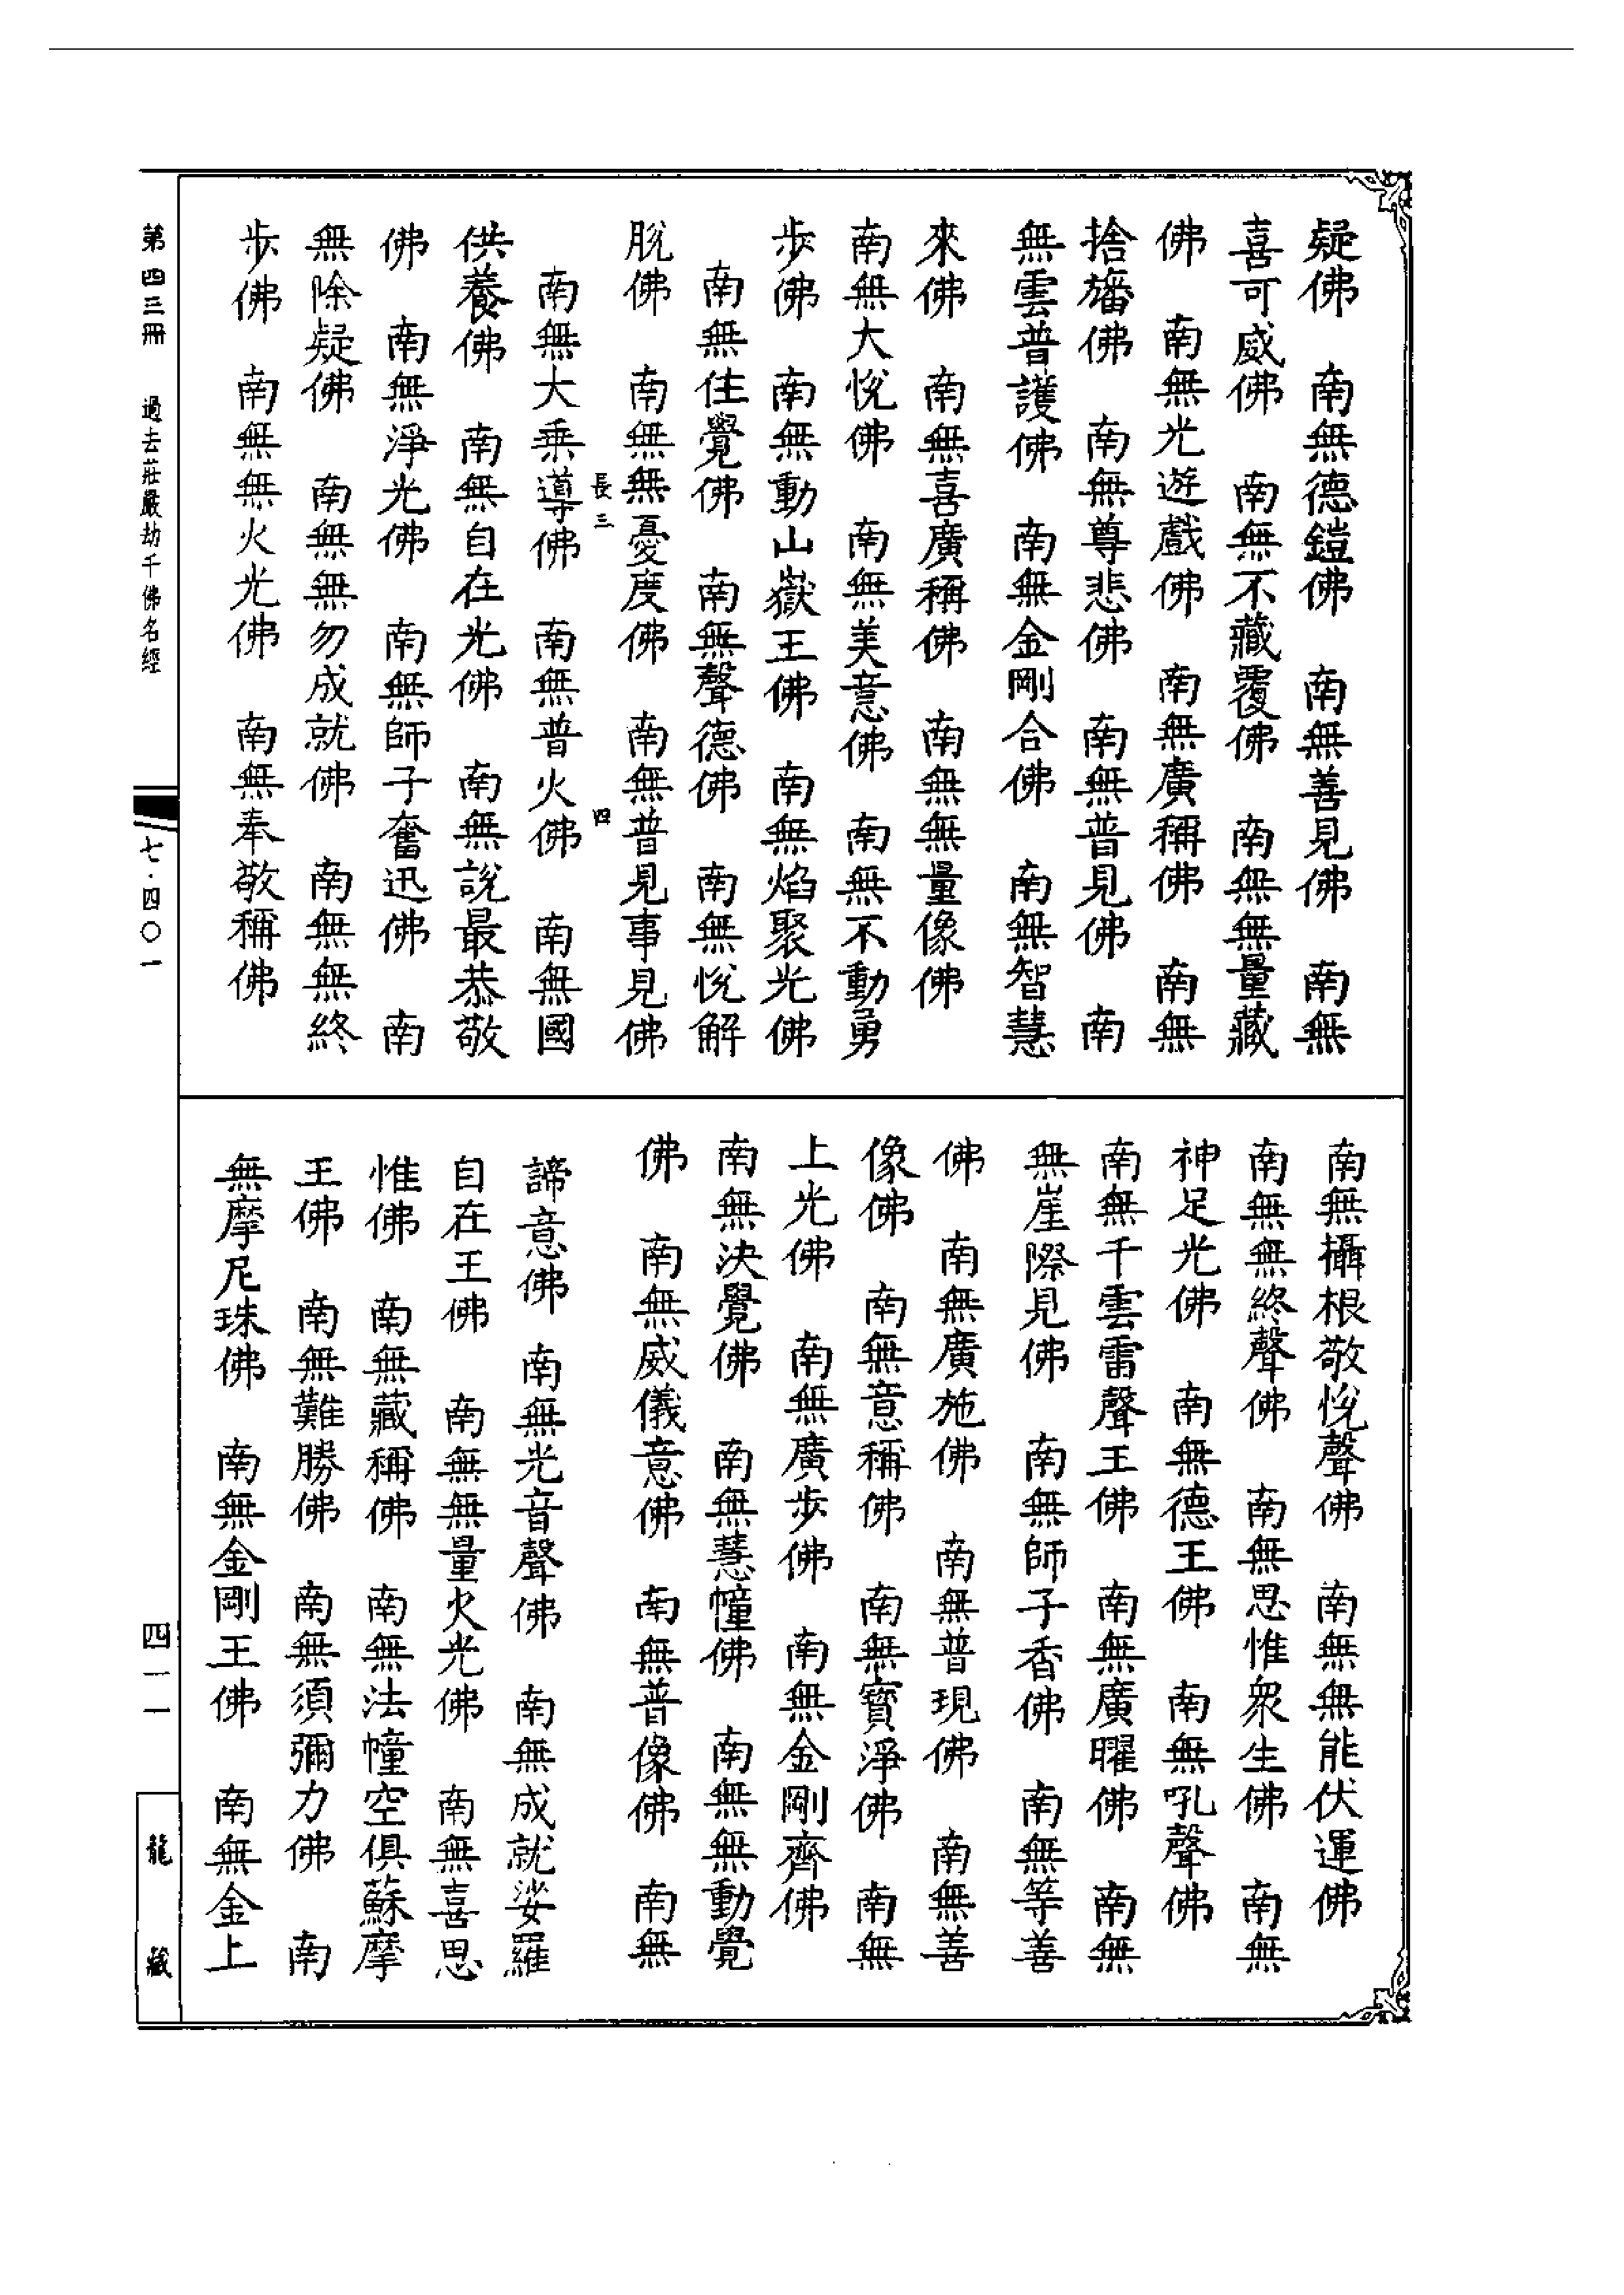 疑佛　南無德鎧佛　南無善見佛　南無
喜可威佛　南無不藏覆佛　南無無量藏
佛　南無光遊戲佛　南無廣稱佛　南無
捨旛佛　南無尊悲佛　南無普見佛　南
無雲普護佛　南無金剛合佛　南無智慧
來佛　南無喜廣稱佛　南無無量像佛
南無大悅佛　南無美意佛　南無不動勇
步佛　南無動山嶽王佛　南無焰聚光佛
南無住覺佛　南無聲德佛　南無悅解
脫佛　南無無憂度佛　南無普見事見佛
長三　四
南無大乘導佛　南無普火佛　南無國
供養佛　南無自在光佛　南無說最恭敬
佛　南無淨光佛　南無師子奮迅佛　南
無除疑佛　南無無勿成就佛　南無無終
步佛　南無無火光佛　南無奉敬稱佛
南無攝根敬悅聲佛　南無無能伏運佛
南無無終聲佛　南無思惟衆生佛　南無
神足光佛　南無德王佛　南無吼聲佛
南無千雲雷聲王佛　南無廣曜佛　南無
無崖際見佛　南無師子香佛　南無等善
佛　南無廣施佛　南無普現佛　南無善
像佛　南無意稱佛　南無寶淨佛　南無
上光佛　南無廣步佛　南無金剛齊佛
南無決覺佛　南無慧幢佛　南無無動覺
佛　南無威儀意佛　南無普像佛　南無
諦意佛　南無光音聲佛　南無成就娑羅
自在王佛　南無無量火光佛　南無喜思
惟佛　南無藏稱佛　南無法幢空俱蘇摩
王佛　南無難勝佛　南無須彌力佛　南
無摩尼珠佛　南無金剛王佛　南無金上
第四三冊　過去莊嚴劫千佛名經
七·四〇一
四一一
龍藏